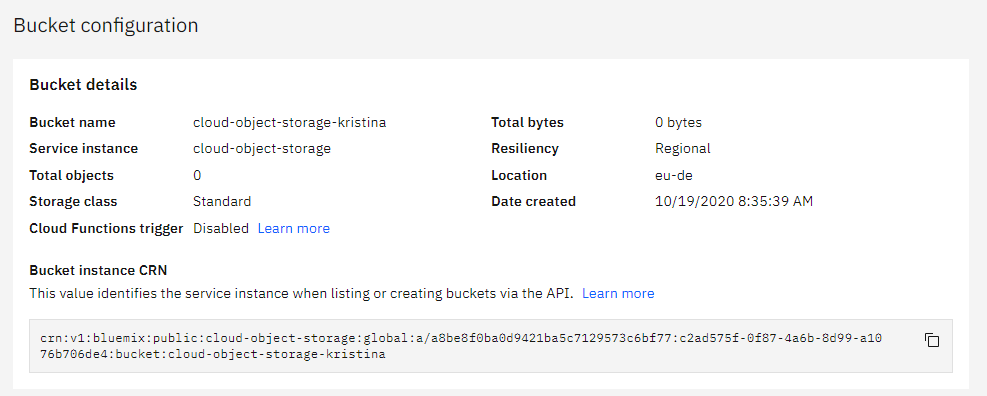 Bucket configuration
Bucket details
Bucket name cloud-object-storage-kristina Total bytes 0 bytes
Service instance cloud-object-storage Resiliency Regional
Total objects 0 Location eu-de
Storage class Standard Date created 10/19/2020 8:35:39 AM
Cloud Functions trigger Disabled Learn more
Bucket instance CRN
This value identifies the service instance when listing or creating buckets via the API. Learn more
crn:v1:bluemix:public:cloud-object-storage:global:a/a8be8f0ba0d9421ba5c7129573c6bf77:c2ad575f-0f87-4a6b-8d99-a10
76b706de4:bucket:cloud-object-storage-kristina